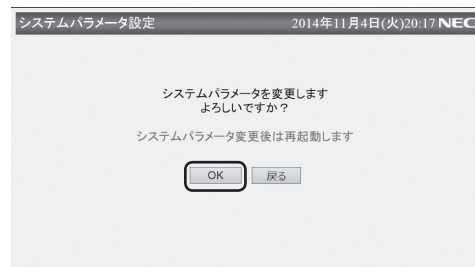 システムパラメータ設定 2014年11月4日(火)20:17 NEC
システムパラメータを変更します
よろしいですか？
システムパラメータ変更後は再起動します
OK 戻る